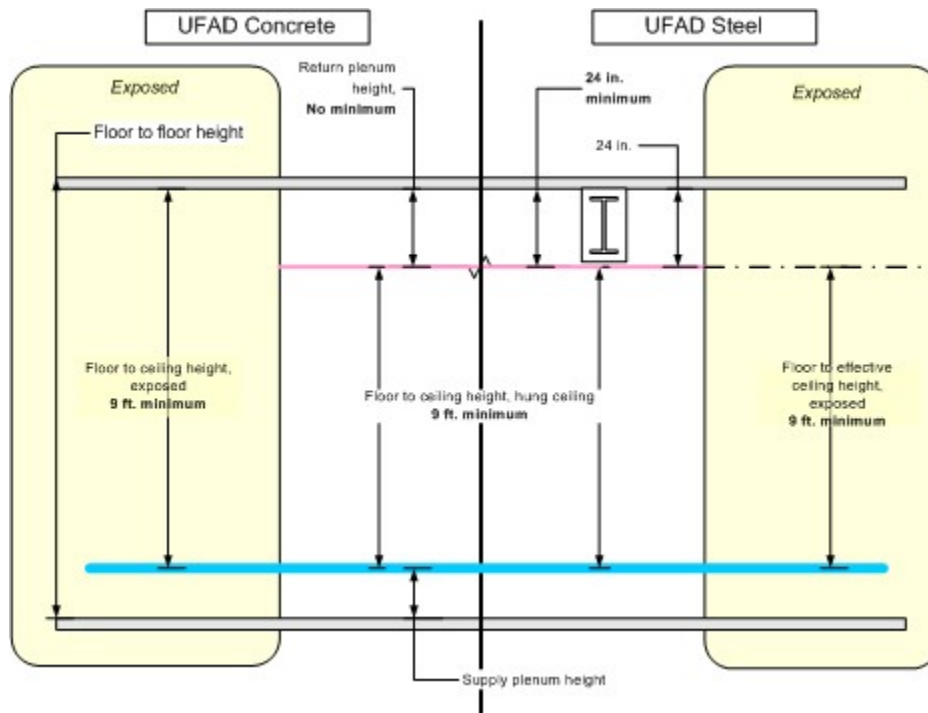 UFAD Concrete
UFAD Steel
Exposed
Return plenum
height,
No minimum
24 in.
minimum
Exposed
Floor to floor height
24 in.
Floor to ceiling height,
exposed
9 ft. minimum
Floor to ceiling height, hung ceiling
9 ft. minimum
Floor to effective
ceiling height,
exposed
9 ft. minimum
Supply plenum height